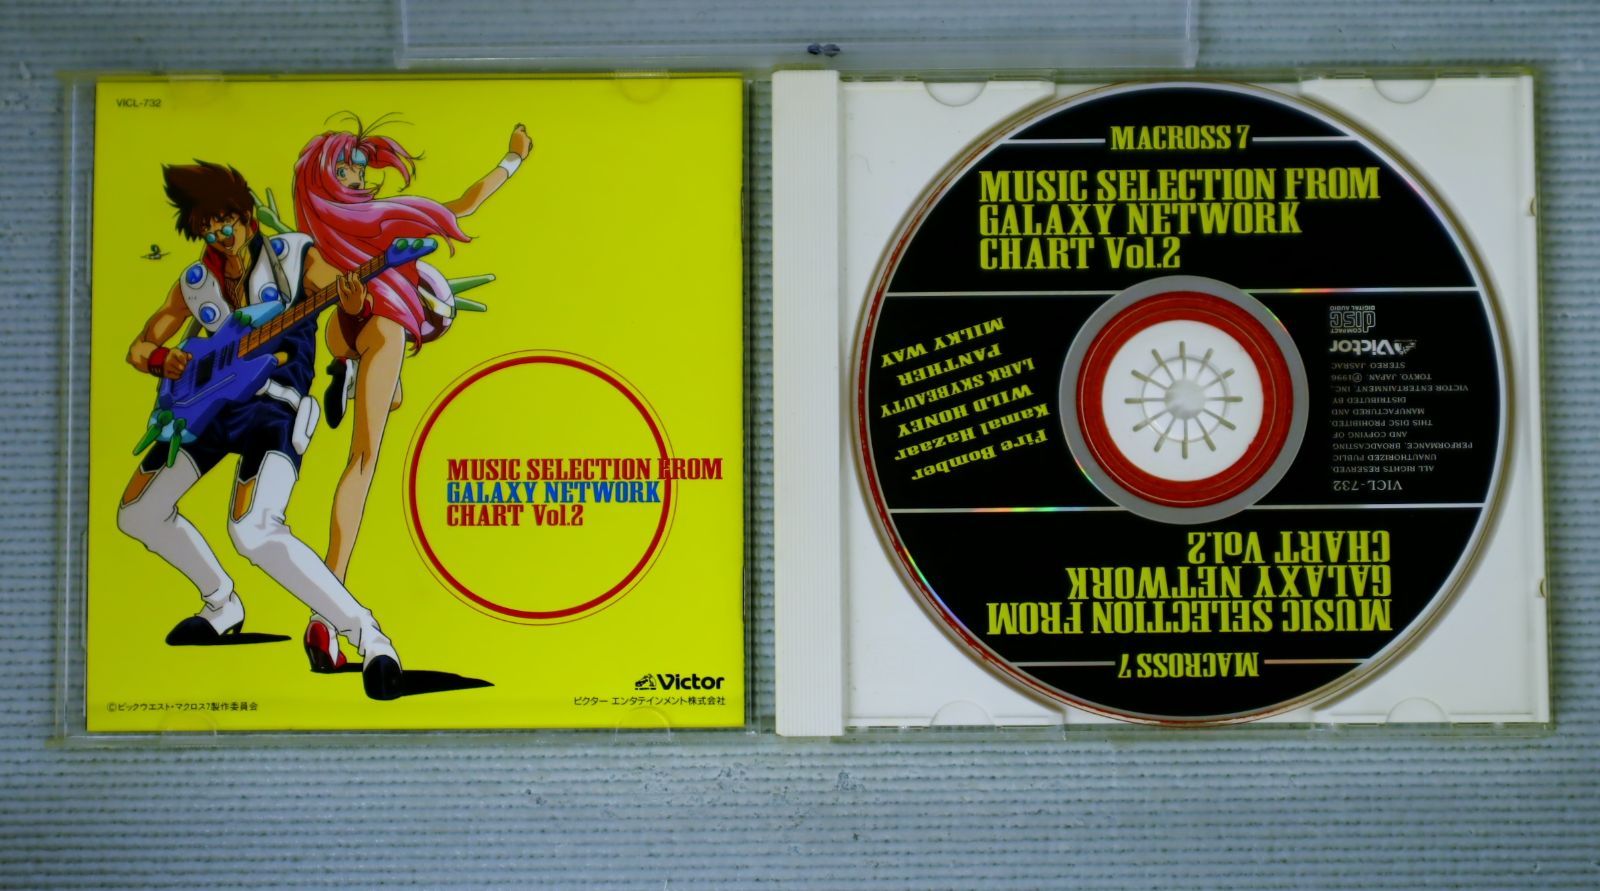 VICL-732
MUSIC SELECTION FROM
GALAXY NETWORK
CHART Vol.2
Victor
ビクター エンタテインメント株式会社
©ビックウエスト・マクロス7製作委員会
MACROSS 7
MUSIC SELECTION FROM
GALAXY NETWORK
CHART Vol.2
Fire Bomber
Kamal Hazaar
WILD HONEY
LARK SKYBEAUTY
PANTHER
MILKY WAY
VICL-732
ALL RIGHTS RESERVED.
UNAUTHORIZED PUBLIC
PERFORMANCE, BROADCASTING
AND COPYING OF
THIS DISC PROHIBITED.
MANUFACTURED AND
DISTRIBUTED BY
VICTOR ENTERTAINMENT, INC.,
TOKYO, JAPAN. ℗1996
STEREO JASRAC
Victor
COMPACT
disc
DIGITAL AUDIO
MACROSS 7
MUSIC SELECTION FROM
GALAXY NETWORK
CHART Vol.2